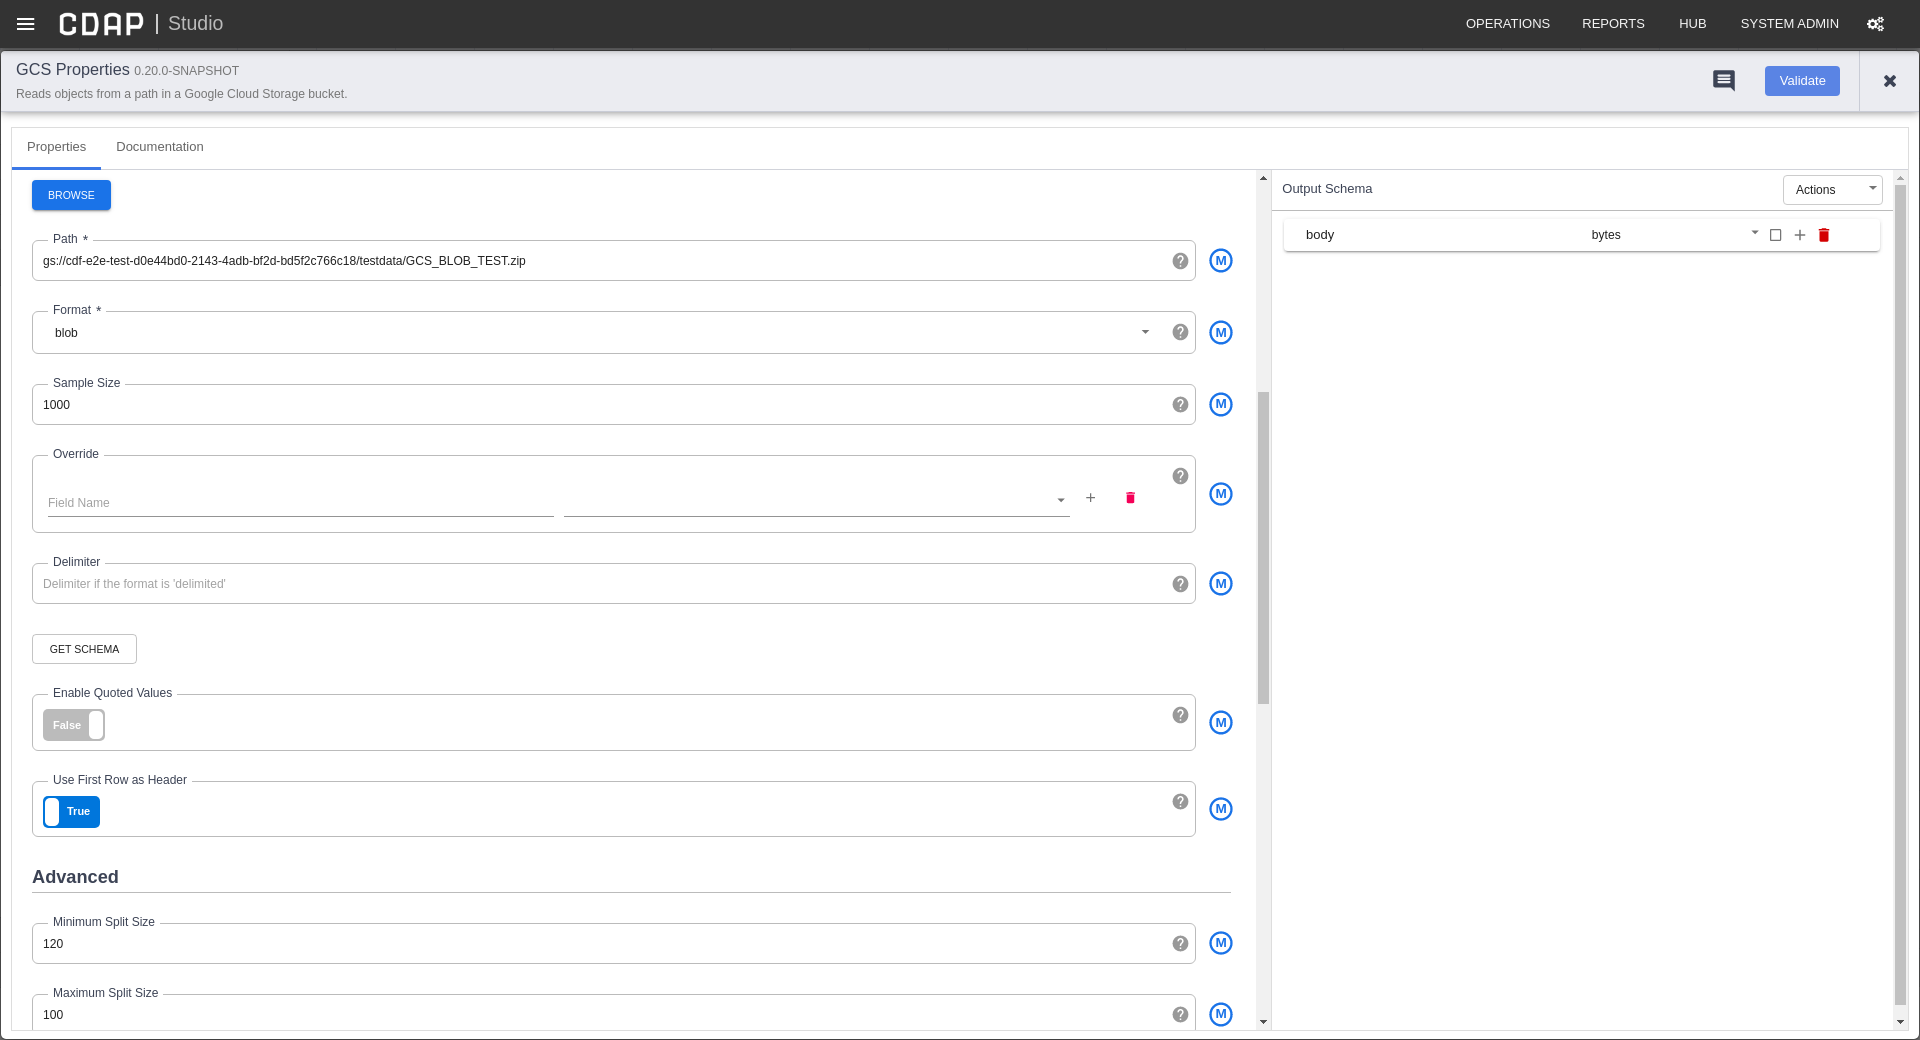 CDAP | Studio
OPERATIONS REPORTS HUB SYSTEM ADMIN
GCS Properties 0.20.0-SNAPSHOT
Reads objects from a path in a Google Cloud Storage bucket.
Validate
Properties Documentation
BROWSE
Output Schema
Actions
body bytes
Path *
gs://cdf-e2e-test-d0e44bd0-2143-4adb-bf2d-bd5f2c766c18/testdata/GCS_BLOB_TEST.zip
? M
Format *
blob
? M
Sample Size
1000
? M
Override
Field Name
? M
Delimiter
Delimiter if the format is 'delimited'
? M
GET SCHEMA
Enable Quoted Values
False
? M
Use First Row as Header
True
? M
Advanced
Minimum Split Size
120
? M
Maximum Split Size
100
? M